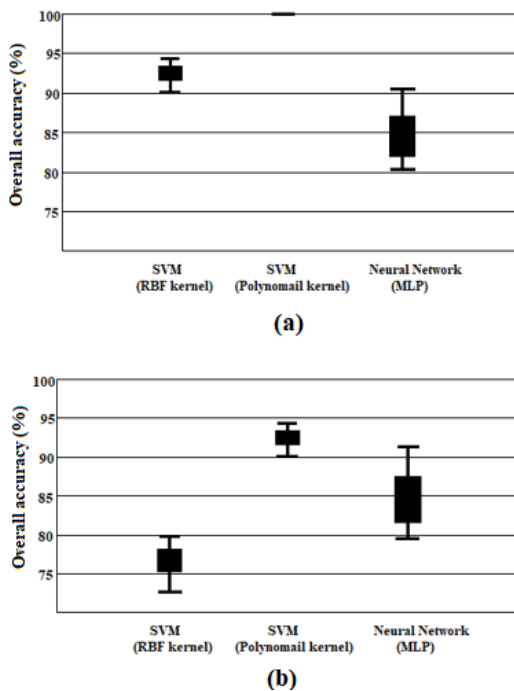 Overall accuracy (%)
100
95
90
85
80
75
SVM
(RBF kernel)
SVM
(Polynomail kernel)
Neural Network
(MLP)
(a)
Overall accuracy (%)
100
95
90
85
80
75
SVM
(RBF kernel)
SVM
(Polynomail kernel)
Neural Network
(MLP)
(b)